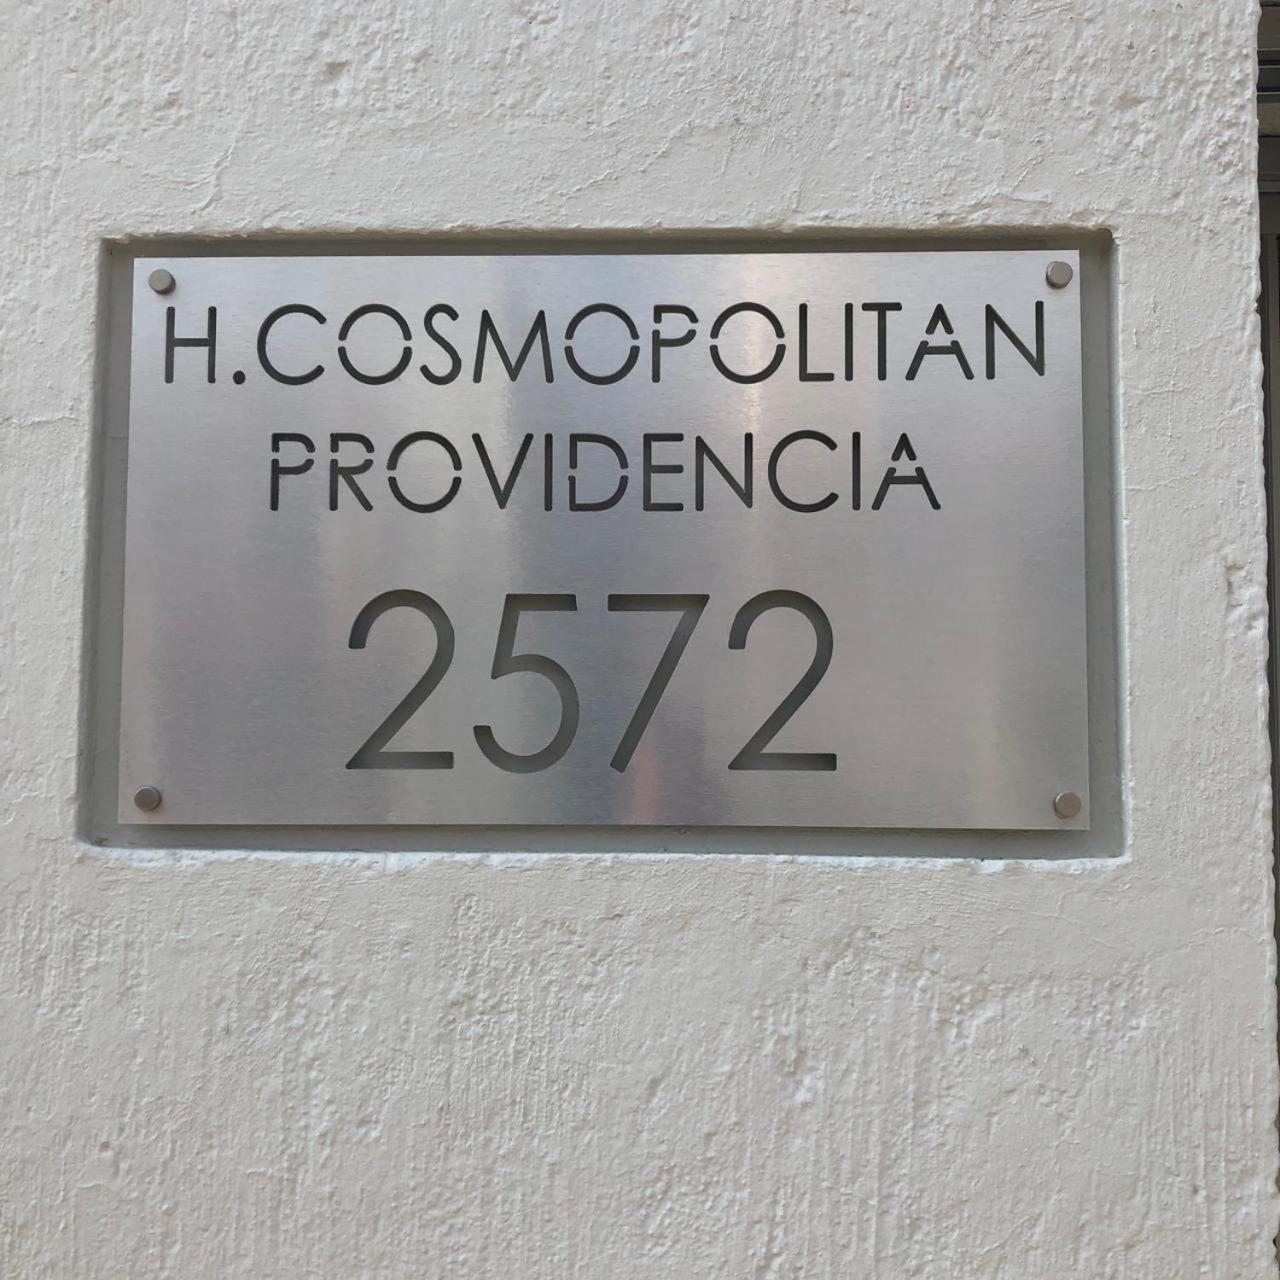 H.COSMOPOLITAN
PROVIDENCIA
2572